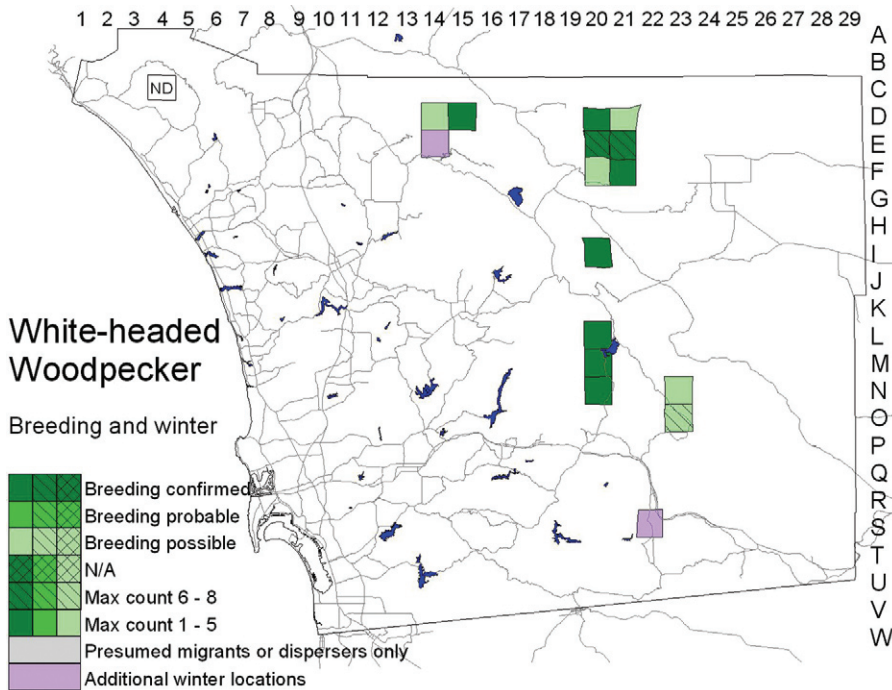 1 2 3 4 5 6 7 8 9 10 11 12 13 14 15 16 17 18 19 20 21 22 23 24 25 26 27 28 29
A
B
C
D
E
F
G
H
I
J
K
L
M
N
O
P
Q
R
S
T
U
V
W
ND
White-headed
Woodpecker
Breeding and winter
Breeding confirmed
Breeding probable
Breeding possible
N/A
Max count 6 - 8
Max count 1 - 5
Presumed migrants or dispersers only
Additional winter locations